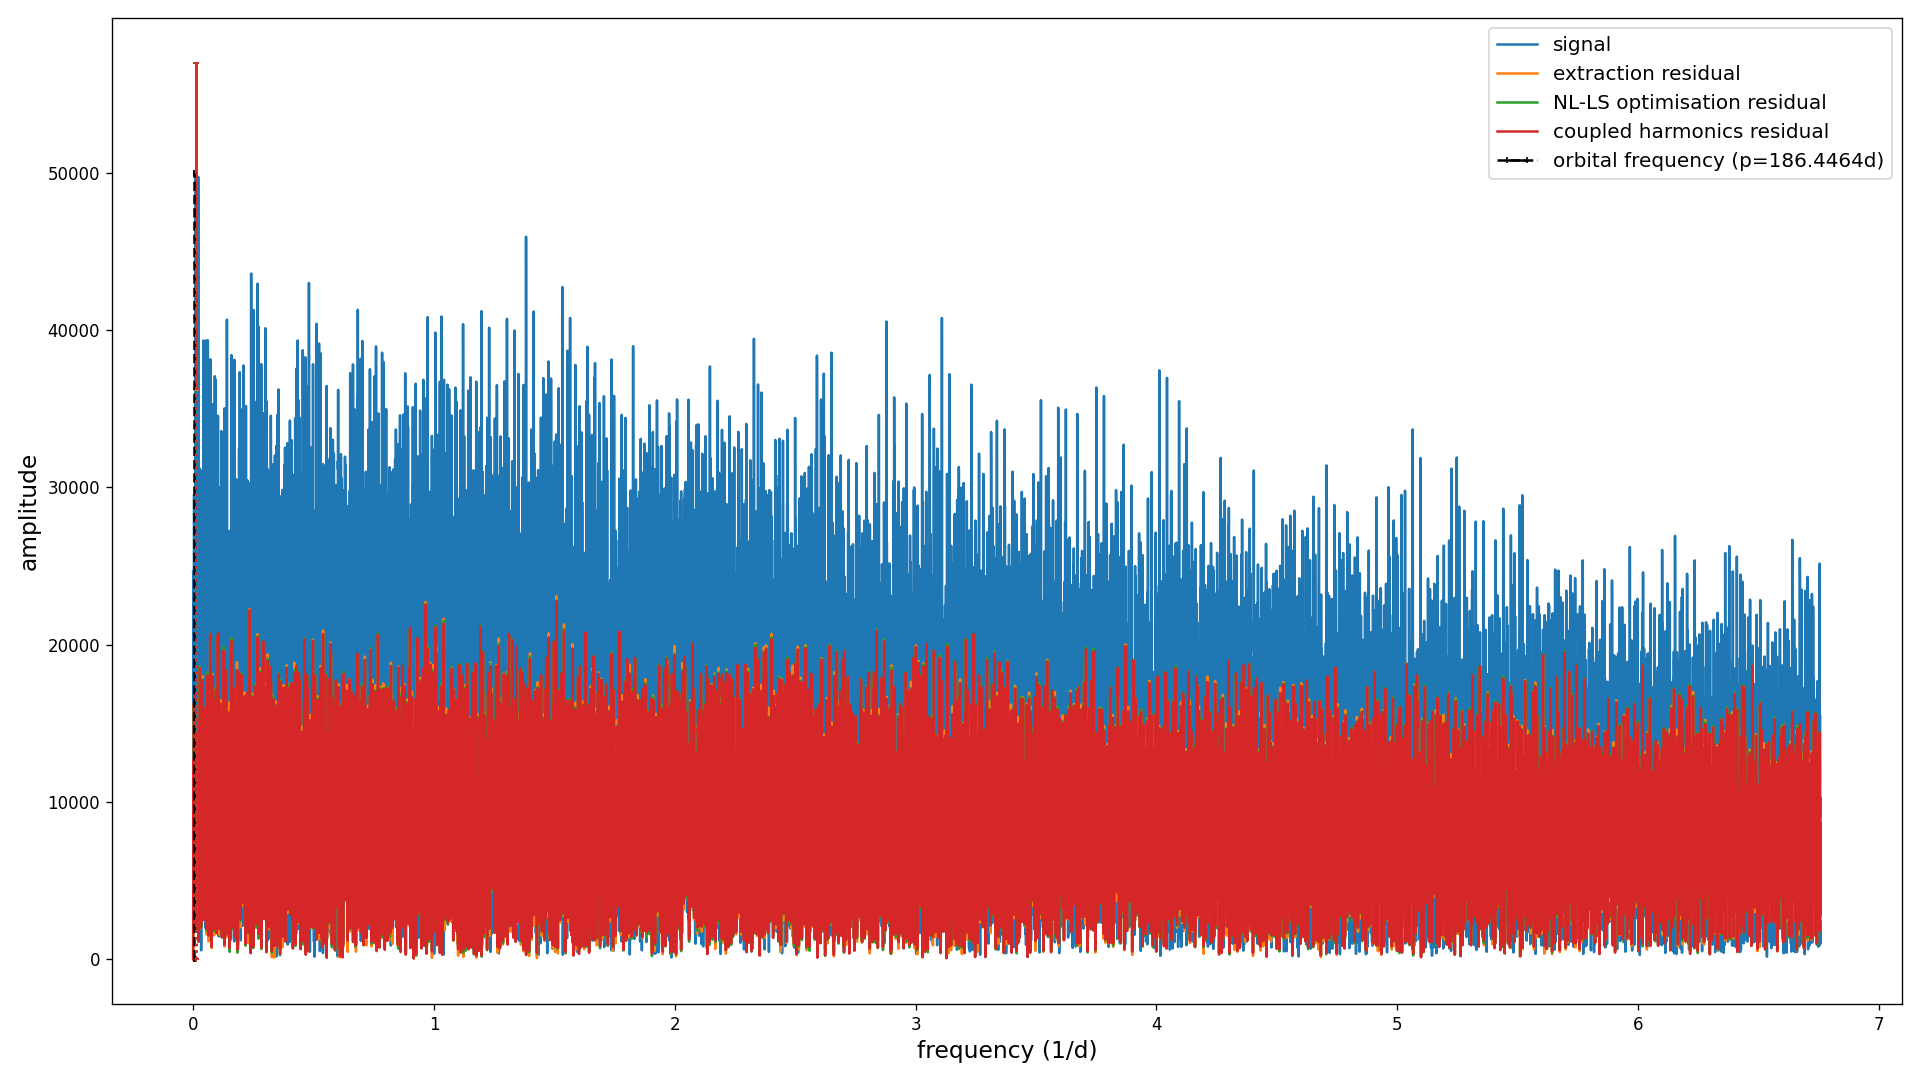 signal
extraction residual
NL-LS optimisation residual
coupled harmonics residual
orbital frequency (p=186.4464d)
amplitude
50000
40000
30000
20000
10000
0
0 1 2 3 4 5 6 7
frequency (1/d)